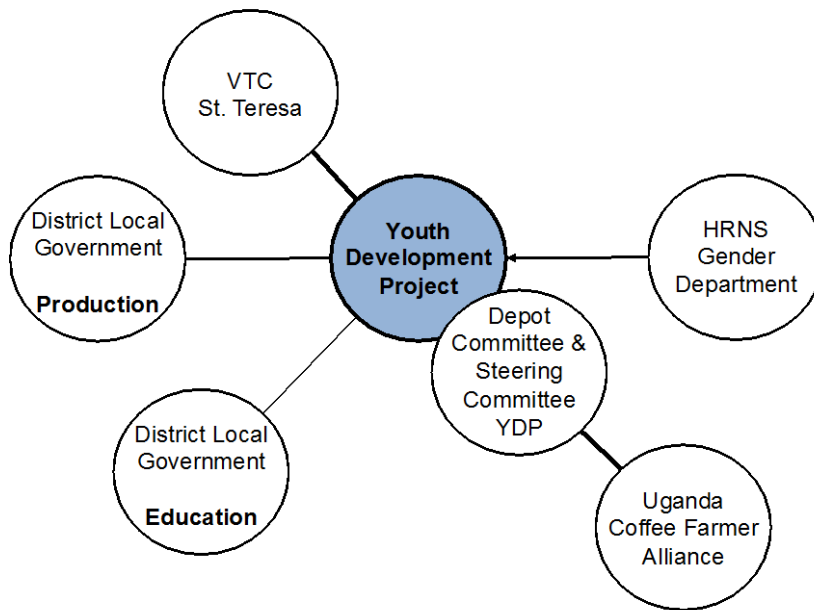 VTC
St. Teresa
District Local
Government
Production
Youth
Development
Project
HRNS
Gender
Department
Depot
Committee &
Steering
Committee
YDP
District Local
Government
Education
Uganda
Coffee Farmer
Alliance